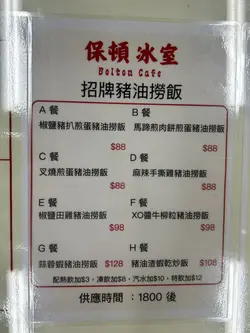 保頓冰室
Bolton Cafe
招牌豬油撈飯
A 餐
椒鹽豬扒煎蛋豬油撈飯
$88
B 餐
馬蹄煎肉餅煎蛋豬油撈飯
$88
C 餐
叉燒煎蛋豬油撈飯
$88
D 餐
麻辣手撕雞豬油撈飯
$88
E 餐
椒鹽田雞豬油撈飯
$98
F 餐
XO醬牛柳粒豬油撈飯
$98
G 餐
蒜蓉蝦豬油撈飯 $128
H 餐
豬油渣蝦乾炒飯 $108
配熱飲加$3，凍飲加$8，汽水加$10，特飲加$12
供應時間：1800 後